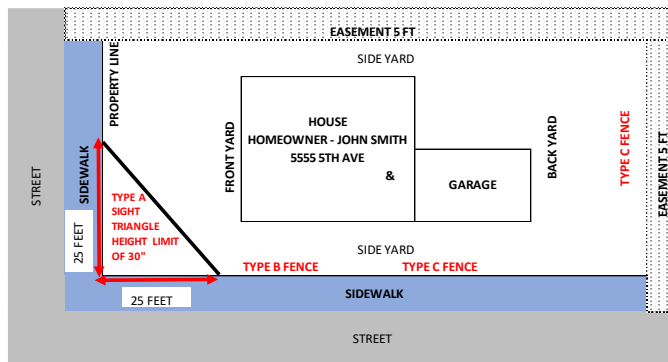 EASEMENT 5 FT
SIDE YARD
PROPERTY LINE
HOUSE
HOMEOWNER - JOHN SMITH
5555 5TH AVE
&
GARAGE
FRONT YARD
BACK YARD
TYPE C FENCE
EASEMENT 5 FT
STREET
SIDEWALK
25 FEET
TYPE A
SIGHT
TRIANGLE
HEIGHT LIMIT
OF 30"
SIDE YARD
TYPE B FENCE
TYPE C FENCE
25 FEET
SIDEWALK
STREET